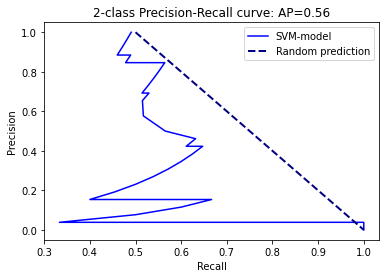 2-class Precision-Recall curve: AP=0.56
SVM-model
Random prediction
Precision
1.0
0.8
0.6
0.4
0.2
0.0
0.3 0.4 0.5 0.6 0.7 0.8 0.9 1.0
Recall